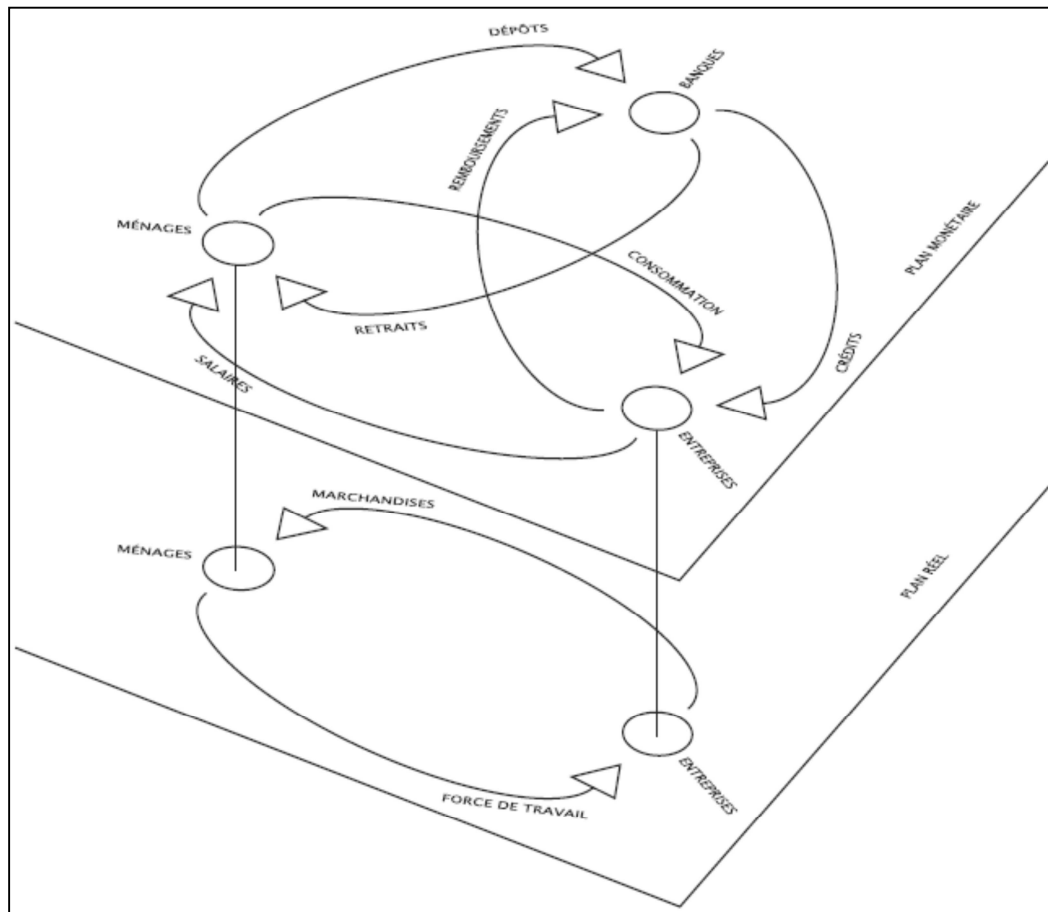 DÉPÔTS
BANQUES
REMBOURSEMENTS
MÉNAGES
PLAN MONÉTAIRE
CONSOMMATION
RETRAITS
CRÉDITS
SALAIRES
ENTREPRISES
MARCHANDISES
MÉNAGES
PLAN RÉEL
ENTREPRISES
FORCE DE TRAVAIL